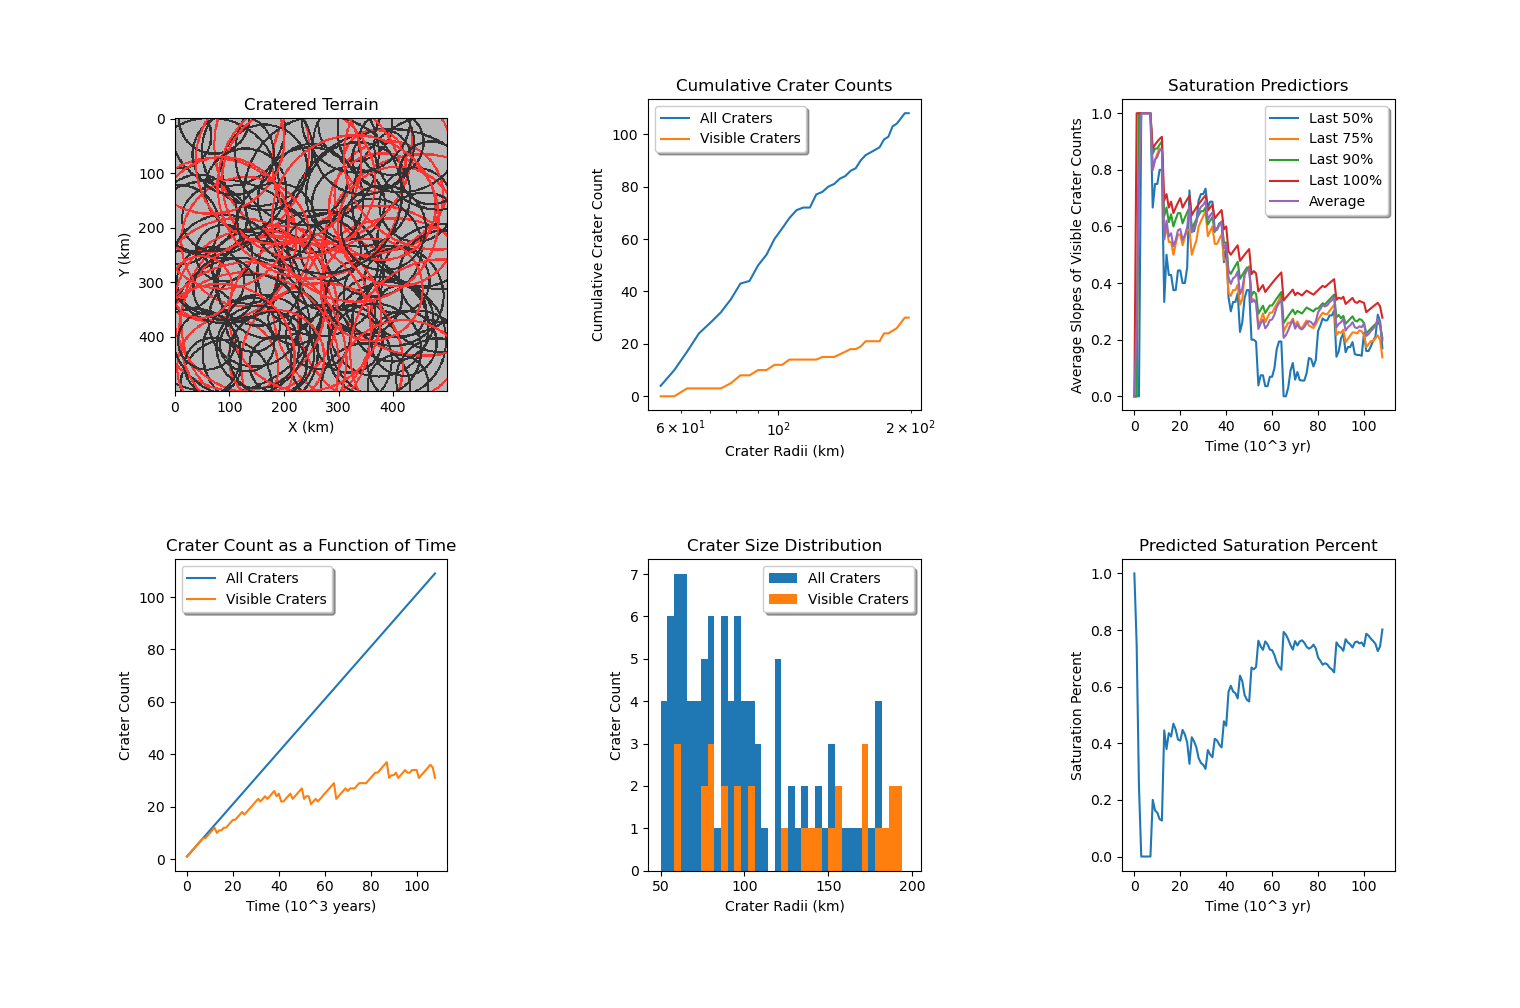 Cratered Terrain
0
100
200
300
400
Y (km)
0 100 200 300 400
X (km)
Cumulative Crater Counts
All Craters
Visible Craters
100
80
60
40
20
0
Cumulative Crater Count
6 × 10¹ 10² 2 × 10²
Crater Radii (km)
Saturation Predictiors
Last 50%
Last 75%
Last 90%
Last 100%
Average
1.0
0.8
0.6
0.4
0.2
0.0
Average Slopes of Visible Crater Counts
0 20 40 60 80 100
Time (10^3 yr)
Crater Count as a Function of Time
All Craters
Visible Craters
100
80
60
40
20
0
Crater Count
0 20 40 60 80 100
Time (10^3 years)
Crater Size Distribution
All Craters
Visible Craters
7
6
5
4
3
2
1
0
Crater Count
50 100 150 200
Crater Radii (km)
Predicted Saturation Percent
1.0
0.8
0.6
0.4
0.2
0.0
Saturation Percent
0 20 40 60 80 100
Time (10^3 yr)